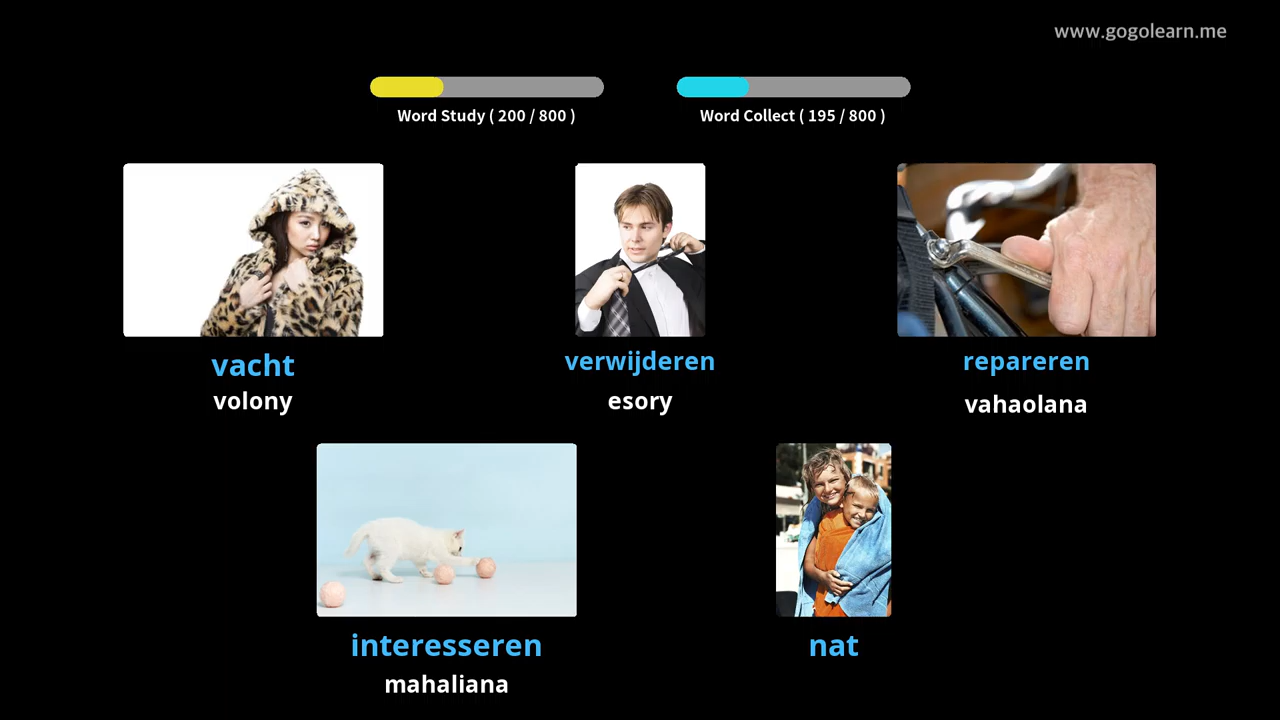 www.gogolearn.me
Word Study ( 200 / 800 )
Word Collect ( 195 / 800 )
vacht
volony
verwijderen
esory
repareren
vahaolana
interesseren
mahaliana
nat